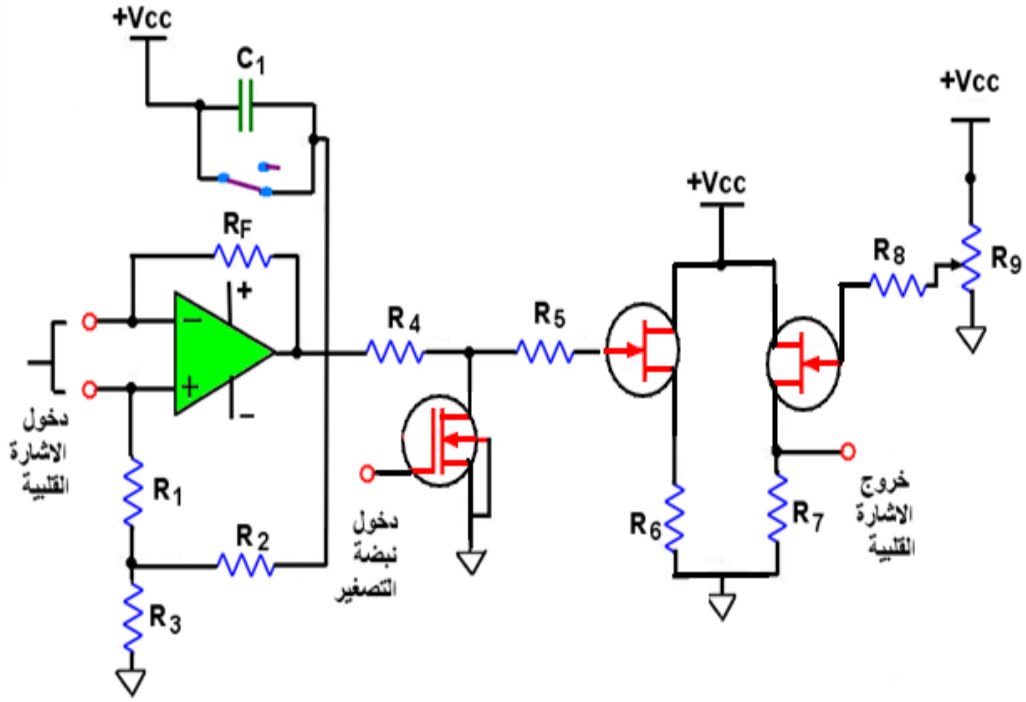 +Vcc
C1
+Vcc
+Vcc
RF
R8
R9
+
−
R4
R5
+
−
دخول
الاشارة
القلبية
R1
R2
دخول
نبضة
التصغير
R6
R7
خروج
الاشارة
القلبية
R3